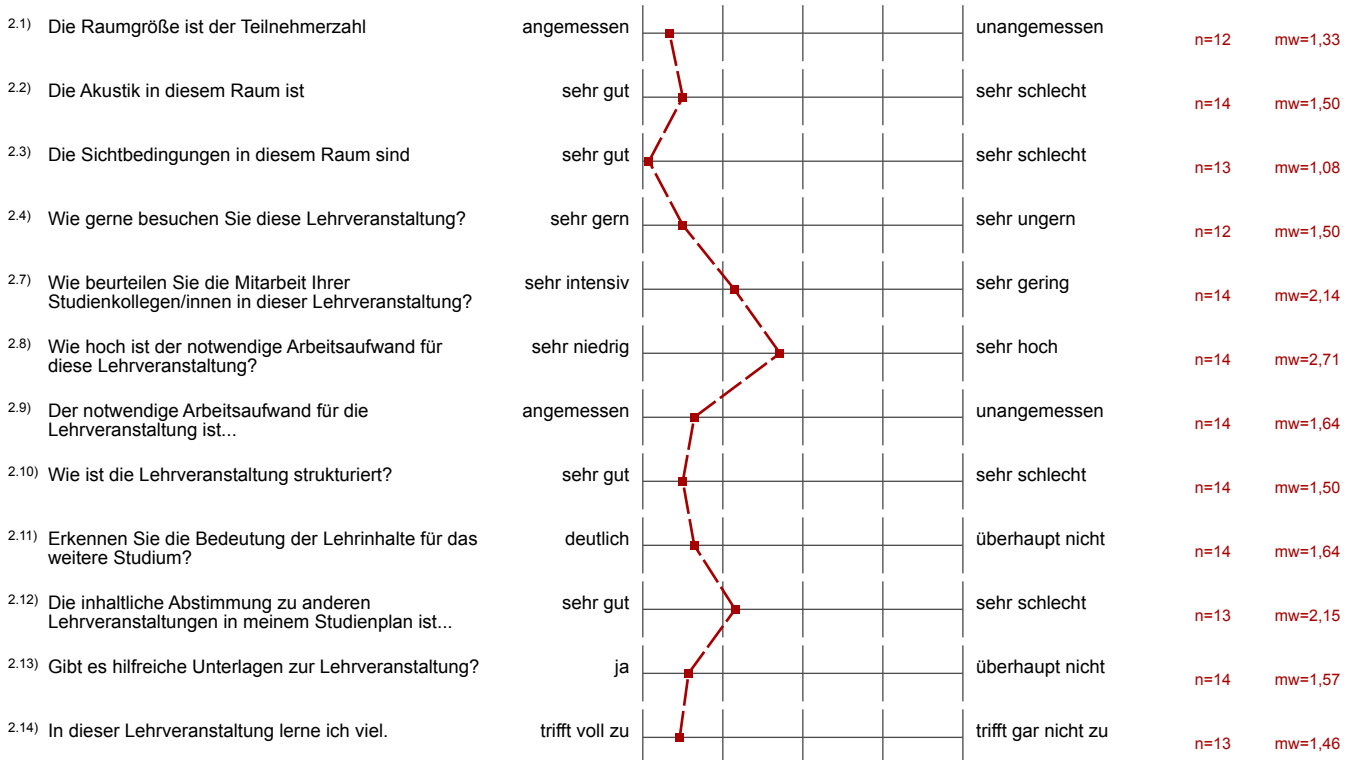 2.1) Die Raumgröße ist der Teilnehmerzahl angemessen unangemessen n=12 mw=1,33
2.2) Die Akustik in diesem Raum ist sehr gut sehr schlecht n=14 mw=1,50
2.3) Die Sichtbedingungen in diesem Raum sind sehr gut sehr schlecht n=13 mw=1,08
2.4) Wie gerne besuchen Sie diese Lehrveranstaltung? sehr gern sehr ungern n=12 mw=1,50
2.7) Wie beurteilen Sie die Mitarbeit Ihrer sehr intensiv sehr gering n=14 mw=2,14
Studienkollegen/innen in dieser Lehrveranstaltung?
2.8) Wie hoch ist der notwendige Arbeitsaufwand für sehr niedrig sehr hoch n=14 mw=2,71
diese Lehrveranstaltung?
2.9) Der notwendige Arbeitsaufwand für die angemessen unangemessen n=14 mw=1,64
Lehrveranstaltung ist...
2.10) Wie ist die Lehrveranstaltung strukturiert? sehr gut sehr schlecht n=14 mw=1,50
2.11) Erkennen Sie die Bedeutung der Lehrinhalte für das deutlich überhaupt nicht n=14 mw=1,64
weitere Studium?
2.12) Die inhaltliche Abstimmung zu anderen sehr gut sehr schlecht n=13 mw=2,15
Lehrveranstaltungen in meinem Studienplan ist...
2.13) Gibt es hilfreiche Unterlagen zur Lehrveranstaltung? ja überhaupt nicht n=14 mw=1,57
2.14) In dieser Lehrveranstaltung lerne ich viel. trifft voll zu trifft gar nicht zu n=13 mw=1,46